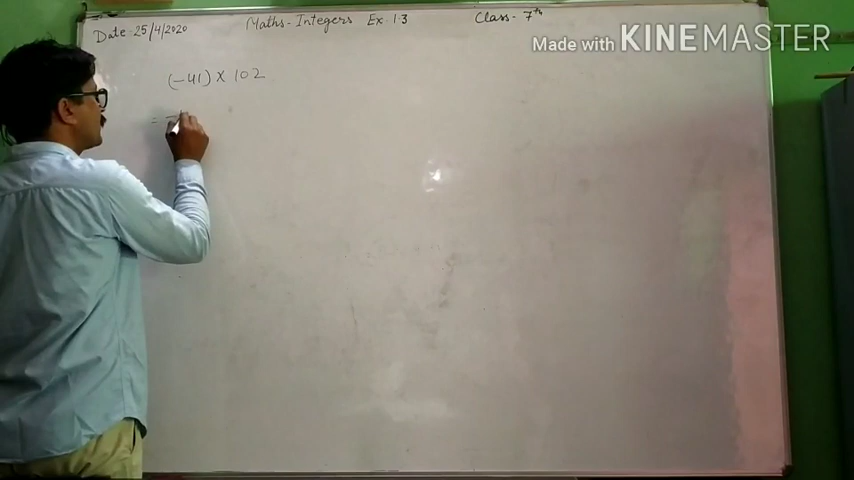 Date-25/4/2020 Maths-Integers Ex.1.3 Class-7th
Made with KINEMASTER
(-41) × 102
= -